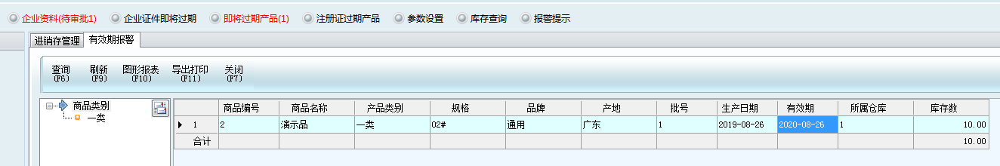 企业资料(待审批1) 企业证件即将过期 即将过期产品(1) 注册证过期产品 参数设置 库存查询 报警提示
进销存管理 有效期报警
查询 刷新 图形报表 导出打印 关闭
(F6) (F9) (F10) (F11) (F7)
商品类别
一类
商品编号 商品名称 产品类别 规格 品牌 产地 批号 生产日期 有效期 所属仓库 库存数
1 2 演示品 一类 02# 通用 广东 1 2019-08-26 2020-08-26 1 10.00
合计 10.00